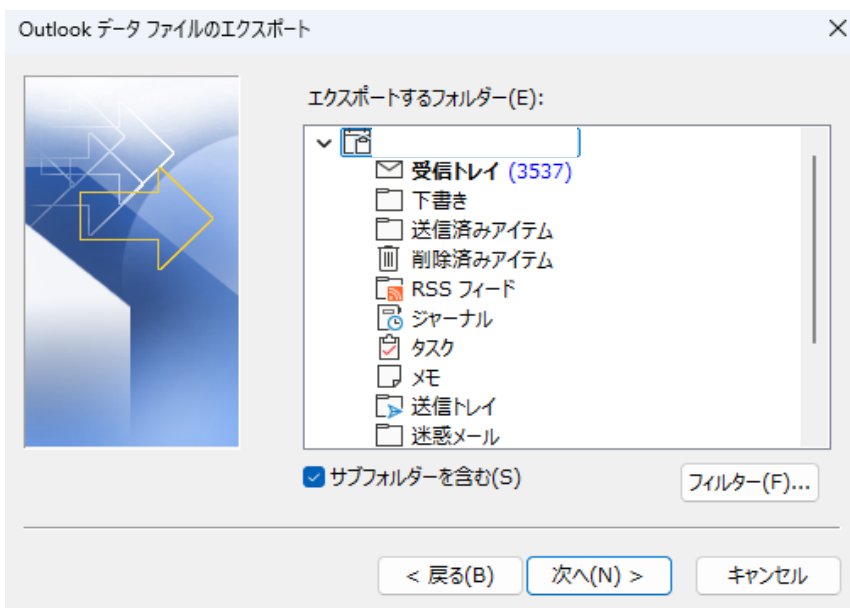 Outlook データ ファイルのエクスポート
エクスポートするフォルダー(E):
受信トレイ (3537)
下書き
送信済みアイテム
削除済みアイテム
RSS フィード
ジャーナル
タスク
メモ
送信トレイ
迷惑メール
サブフォルダーを含む(S)
フィルター(F)...
< 戻る(B)
次へ(N) >
キャンセル